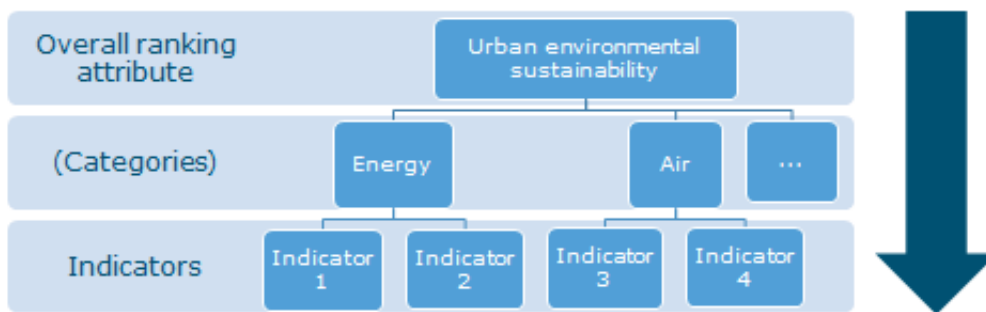 Overall ranking
attribute
Urban environmental
sustainability
(Categories)
Energy
Air
...
Indicators
Indicator
1
Indicator
2
Indicator
3
Indicator
4